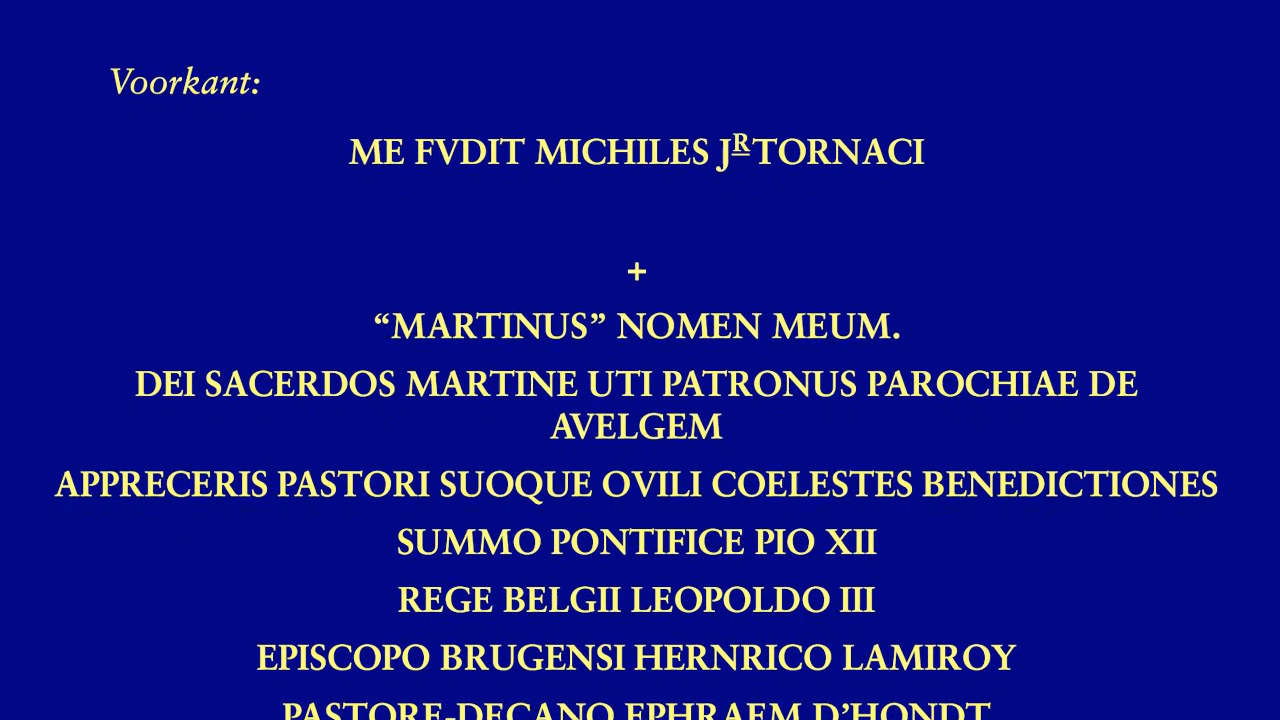 Voorkant:
ME FVDIT MICHILES JR TORNACI
+
“MARTINUS” NOMEN MEUM.
DEI SACERDOS MARTINE UTI PATRONUS PAROCHIAE DE
AVELGEM
APPRECERIS PASTORI SUOQUE OVILI COELESTES BENEDICTIONES
SUMMO PONTIFICE PIO XII
REGE BELGII LEOPOLDO III
EPISCOPO BRUGENSI HERNRICO LAMIROY
PASTORE-DECANO EPHRAEM D’HONDT